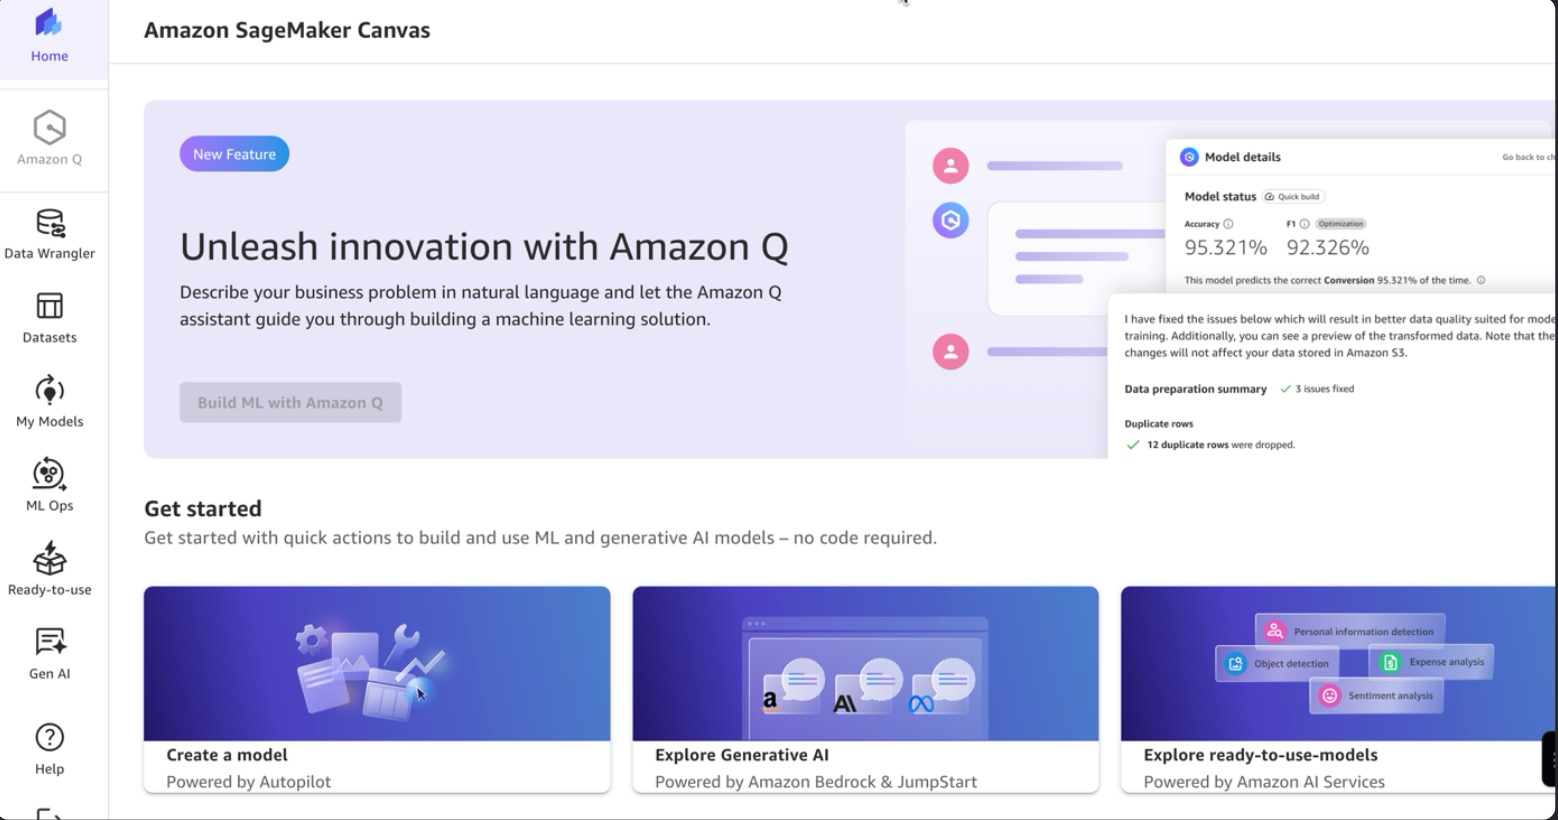 Home
Amazon Q
Data Wrangler
Datasets
My Models
ML Ops
Ready-to-use
Gen AI
Help
Amazon SageMaker Canvas
New Feature
Unleash innovation with Amazon Q
Describe your business problem in natural language and let the Amazon Q
assistant guide you through building a machine learning solution.
Build ML with Amazon Q
Model details
Go back to ch
Model status Quick build
Accuracy F1 Optimization
95.321% 92.326%
This model predicts the correct Conversion 95.321% of the time.
I have fixed the issues below which will result in better data quality suited for mode
training. Additionally, you can see a preview of the transformed data. Note that the
changes will not affect your data stored in Amazon S3.
Data preparation summary 3 issues fixed
Duplicate rows
12 duplicate rows were dropped.
Get started
Get started with quick actions to build and use ML and generative AI models – no code required.
Create a model
Powered by Autopilot
a AI
Explore Generative AI
Powered by Amazon Bedrock & JumpStart
Personal information detection
Object detection
Expense analysis
Sentiment analysis
Explore ready-to-use-models
Powered by Amazon AI Services